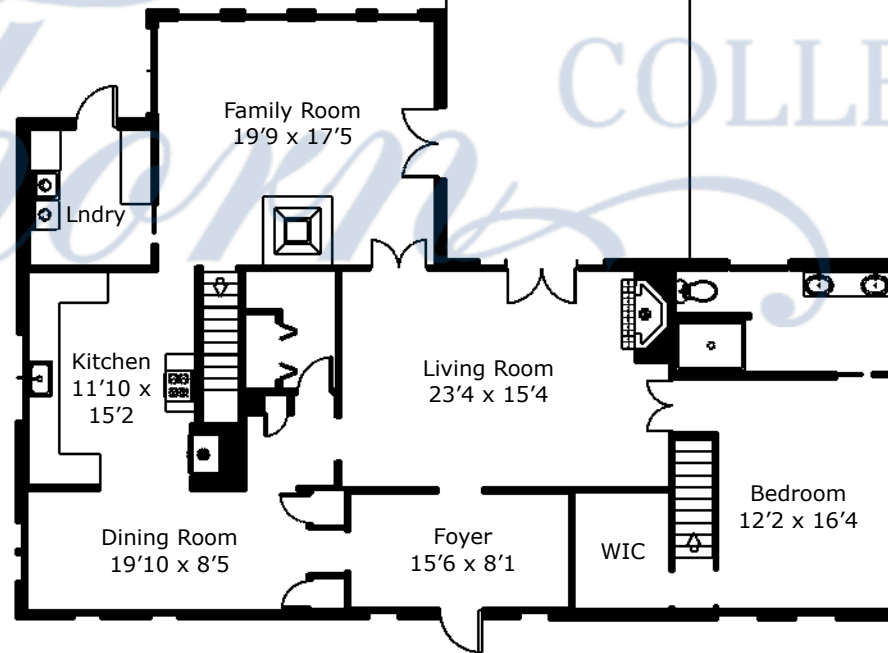 COLLE
Family Room
19'9 x 17'5
born
Lndry
Kitchen
11'10 x
15'2
Living Room
23'4 x 15'4
Bedroom
12'2 x 16'4
Dining Room
19'10 x 8'5
Foyer
15'6 x 8'1
WIC